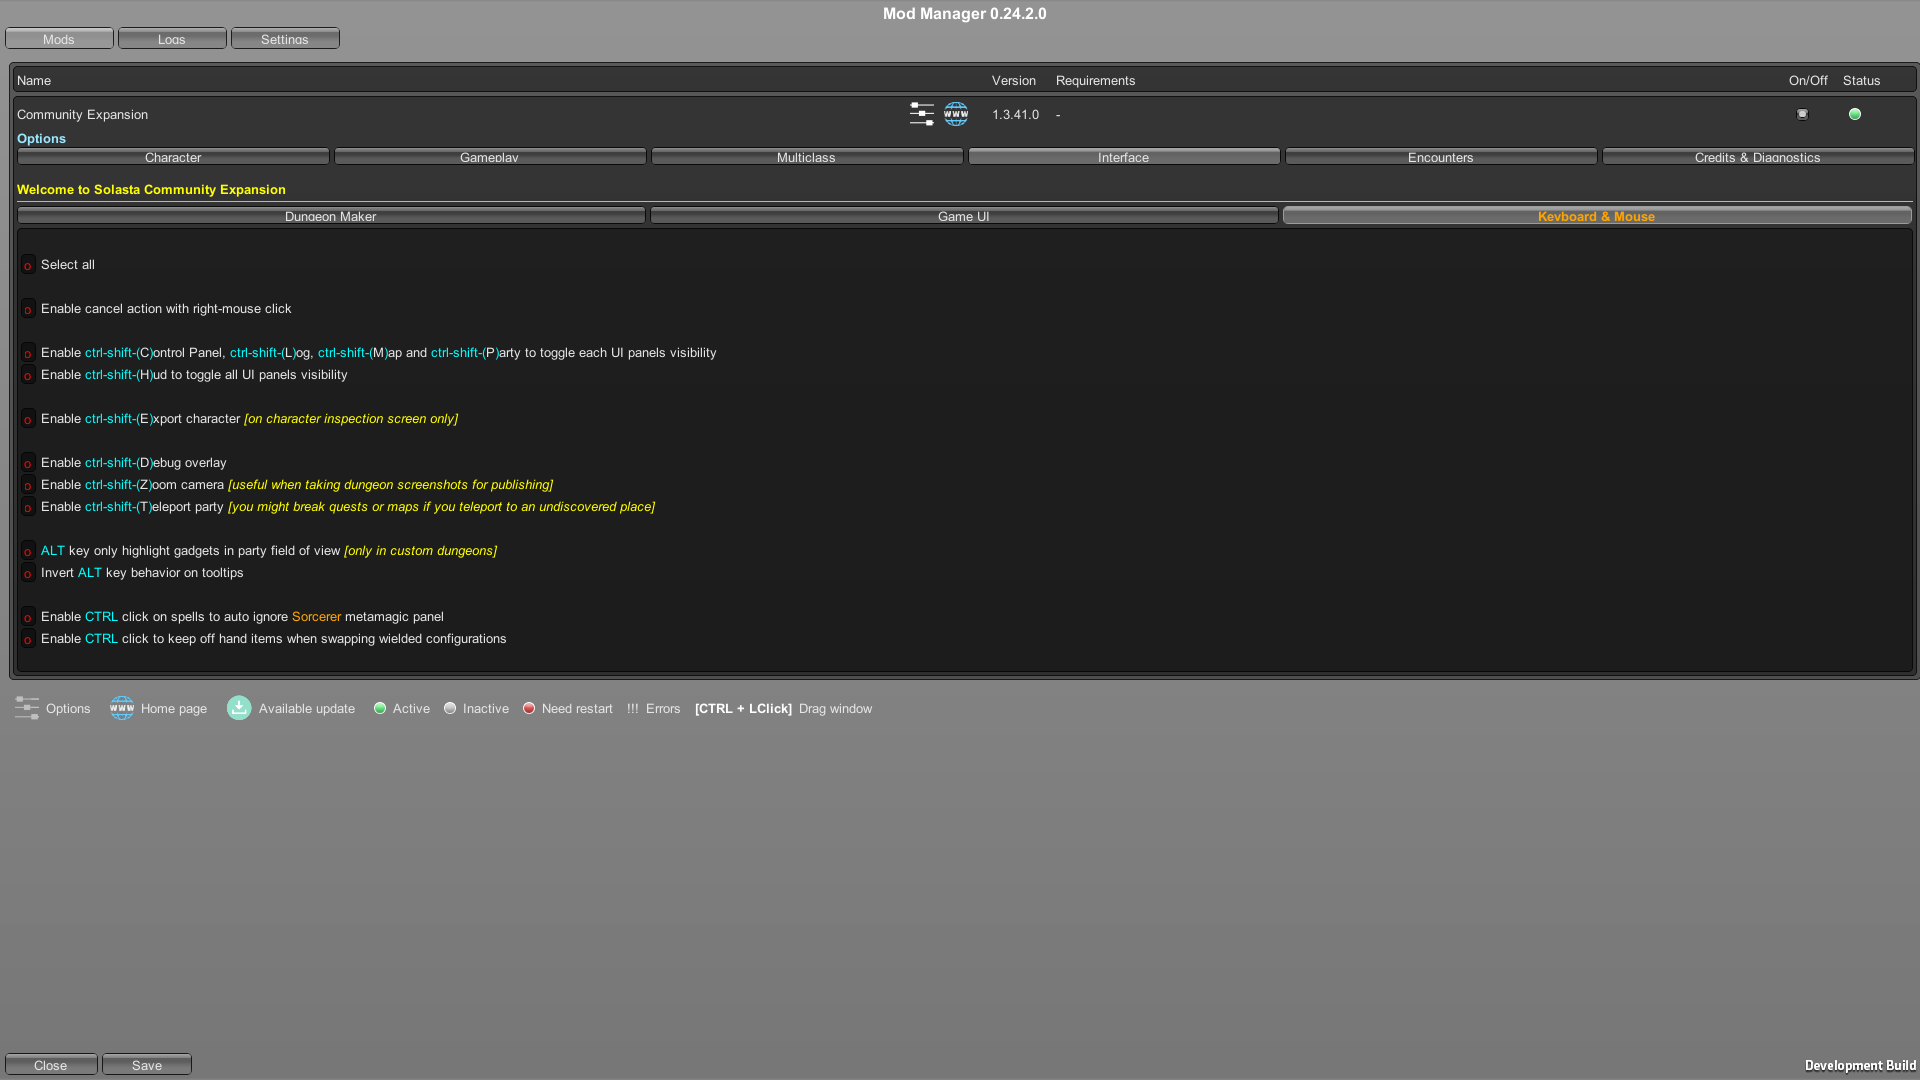 Mod Manager 0.24.2.0
Mods Logs Settings
Name Version Requirements On/Off Status
Community Expansion www 1.3.41.0 -
Options
Character Gameplay Multiclass Interface Encounters Credits & Diagnostics
Welcome to Solasta Community Expansion
Dungeon Maker Game UI Keyboard & Mouse
o Select all
o Enable cancel action with right-mouse click
o Enable ctrl-shift-(C)ontrol Panel, ctrl-shift-(L)og, ctrl-shift-(M)ap and ctrl-shift-(P)arty to toggle each UI panels visibility
o Enable ctrl-shift-(H)ud to toggle all UI panels visibility
o Enable ctrl-shift-(E)xport character [on character inspection screen only]
o Enable ctrl-shift-(D)ebug overlay
o Enable ctrl-shift-(Z)oom camera [useful when taking dungeon screenshots for publishing]
o Enable ctrl-shift-(T)eleport party [you might break quests or maps if you teleport to an undiscovered place]
o ALT key only highlight gadgets in party field of view [only in custom dungeons]
o Invert ALT key behavior on tooltips
o Enable CTRL click on spells to auto ignore Sorcerer metamagic panel
o Enable CTRL click to keep off hand items when swapping wielded configurations
Options www Home page Available update Active Inactive Need restart !!! Errors [CTRL + LClick] Drag window
Close Save Development Build